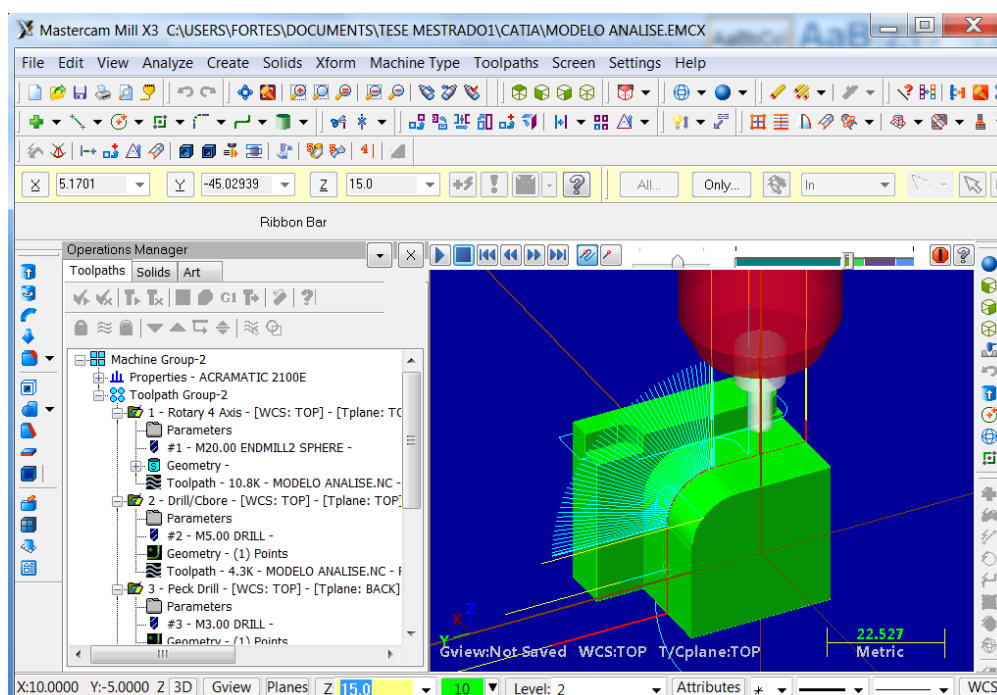 Mastercam Mill X3 C:\USERS\FORTES\DOCUMENTS\TESE MESTRADO1\CATIA\MODELO ANALISE.EMCX
File Edit View Analyze Create Solids Xform Machine Type Toolpaths Screen Settings Help
X 5.1701 Y -45.02939 Z 15.0 All... Only... In
Ribbon Bar
Operations Manager
Toolpaths Solids Art
G1
Machine Group-2
Properties - ACRAMATIC 2100E
Toolpath Group-2
1 - Rotary 4 Axis - [WCS: TOP] - [Tplane: TO
Parameters
#1 - M20.00 ENDMILL2 SPHERE -
Geometry -
Toolpath - 10.8K - MODELO ANALISE.NC -
2 - Drill/Cbore - [WCS: TOP] - [Tplane: TOP]
Parameters
#2 - M5.00 DRILL -
Geometry - (1) Points
Toolpath - 4.3K - MODELO ANALISE.NC -
3 - Peck Drill - [WCS: TOP] - [Tplane: BACK]
Parameters
#3 - M3.00 DRILL -
Geometry - (1) Points
Z
X
Y
22.527
Metric
Gview:Not Saved WCS:TOP T/Cplane:TOP
X:10.0000 Y:-5.0000 Z 3D Gview Planes Z 15.0 10 Level: 2 Attributes WCS